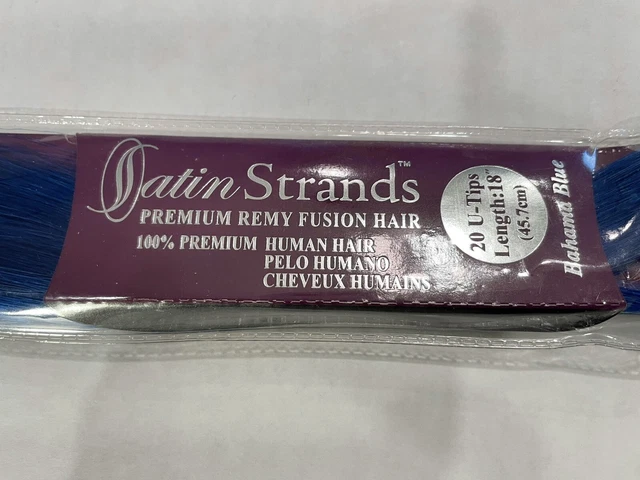 Satin Strands™
PREMIUM REMY FUSION HAIR
100% PREMIUM HUMAN HAIR
PELO HUMANO
CHEVEUX HUMAINS
20 U-Tips
Length:18"
(45.7cm)
Bahama Blue